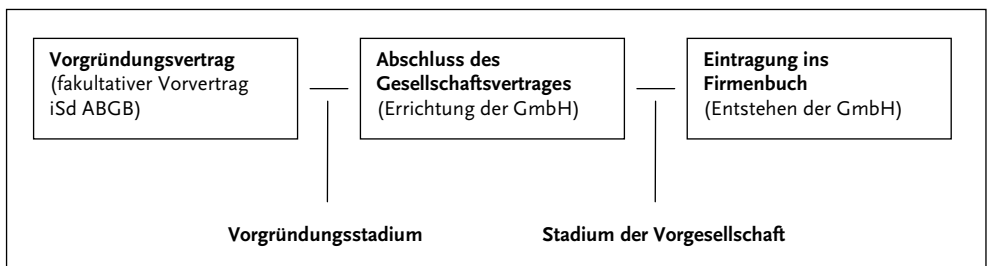 Vorgründungsvertrag
(fakultativer Vorvertrag
iSd ABGB)
Abschluss des
Gesellschaftsvertrages
(Errichtung der GmbH)
Eintragung ins
Firmenbuch
(Entstehen der GmbH)
Vorgründungsstadium
Stadium der Vorgesellschaft